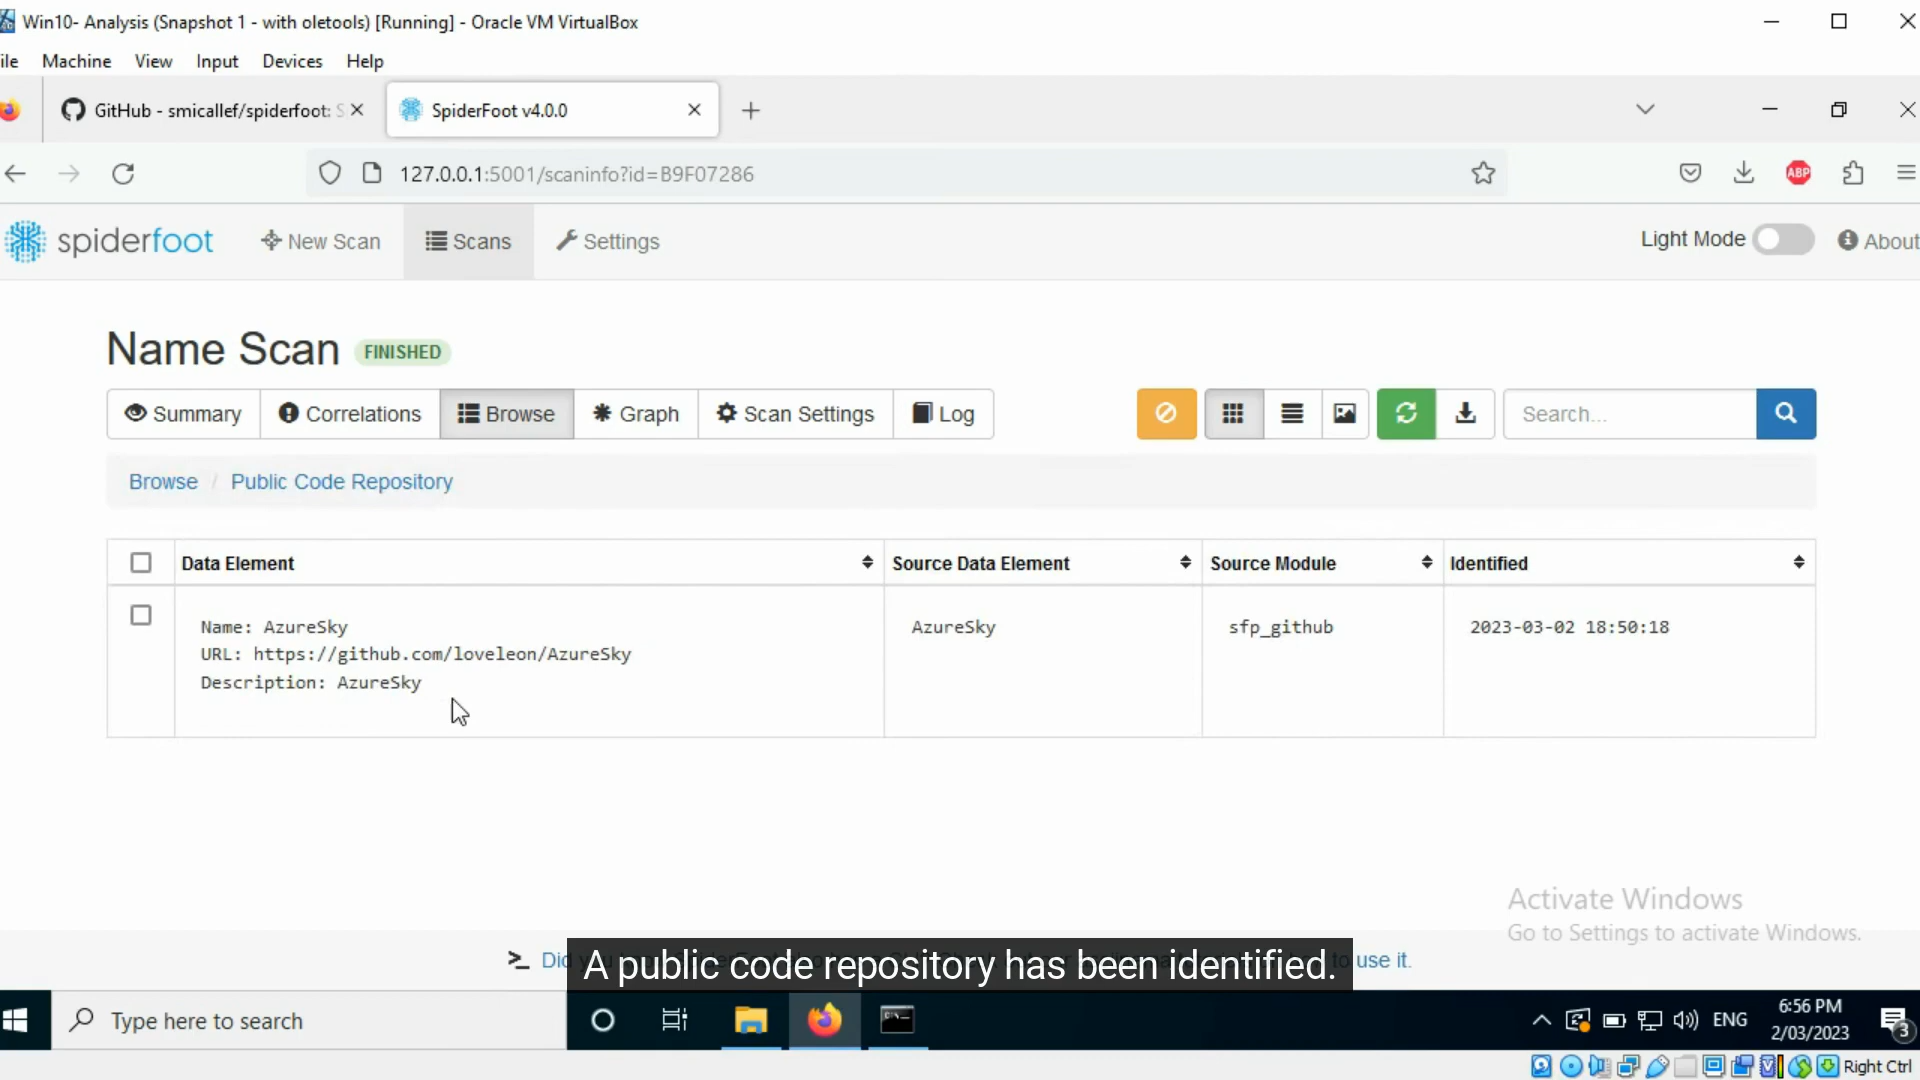 Win10- Analysis (Snapshot 1 - with oletools) [Running] - Oracle VM VirtualBox
ile Machine View Input Devices Help
GitHub - smicallef/spiderfoot: S
SpiderFoot v4.0.0
127.0.0.1:5001/scaninfo?id=B9F07286
ABP
spiderfoot New Scan Scans Settings Light Mode About
Name Scan FINISHED
Summary Correlations Browse Graph Scan Settings Log Search...
Browse / Public Code Repository
Data Element Source Data Element Source Module Identified
Name: AzureSky AzureSky sfp_github 2023-03-02 18:50:18
URL: https://github.com/loveleon/AzureSky
Description: AzureSky
Activate Windows
Go to Settings to activate Windows.
Did
A public code repository has been identified.
use it.
Type here to search
ENG
6:56 PM
2/03/2023
3
Right Ctrl